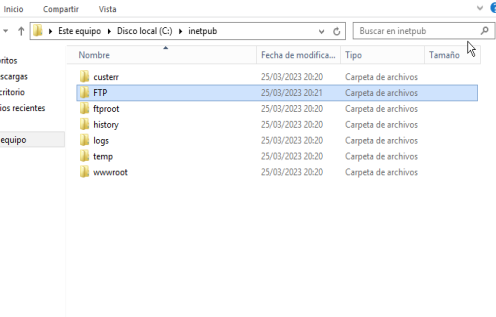 Inicio Compartir Vista
Este equipo Disco local (C:) inetpub Buscar en inetpub
Nombre Fecha de modifica... Tipo Tamaño
ritos
scargas
critorio
ios recientes
equipo
custerr 25/03/2023 20:20 Carpeta de archivos
FTP 25/03/2023 20:21 Carpeta de archivos
ftproot 25/03/2023 20:20 Carpeta de archivos
history 25/03/2023 20:20 Carpeta de archivos
logs 25/03/2023 20:20 Carpeta de archivos
temp 25/03/2023 20:20 Carpeta de archivos
wwwroot 25/03/2023 20:20 Carpeta de archivos